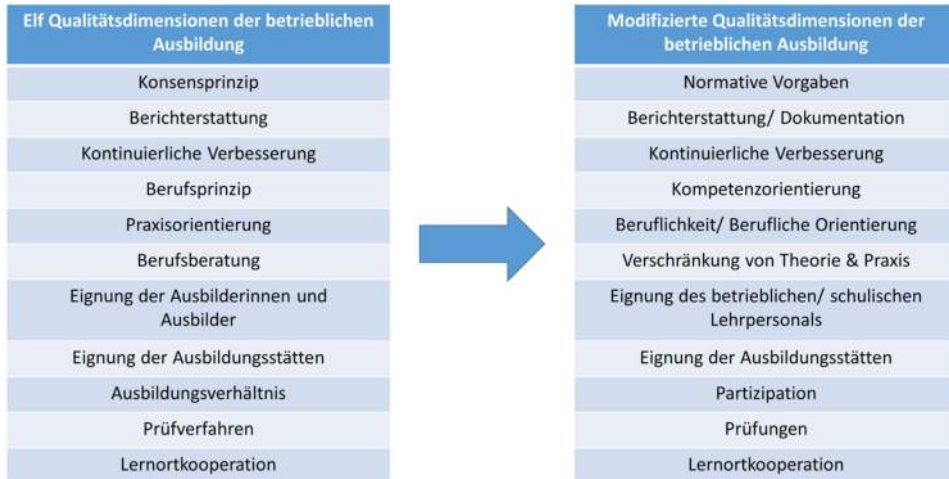 Elf Qualitätsdimensionen der betrieblichen
Ausbildung
Konsensprinzip
Berichterstattung
Kontinuierliche Verbesserung
Berufsprinzip
Praxisorientierung
Berufsberatung
Eignung der Ausbilderinnen und
Ausbilder
Eignung der Ausbildungsstätten
Ausbildungsverhältnis
Prüfverfahren
Lernortkooperation
Modifizierte Qualitätsdimensionen der
betrieblichen Ausbildung
Normative Vorgaben
Berichterstattung/ Dokumentation
Kontinuierliche Verbesserung
Kompetenzorientierung
Beruflichkeit/ Berufliche Orientierung
Verschränkung von Theorie & Praxis
Eignung des betrieblichen/ schulischen
Lehrpersonals
Eignung der Ausbildungsstätten
Partizipation
Prüfungen
Lernortkooperation